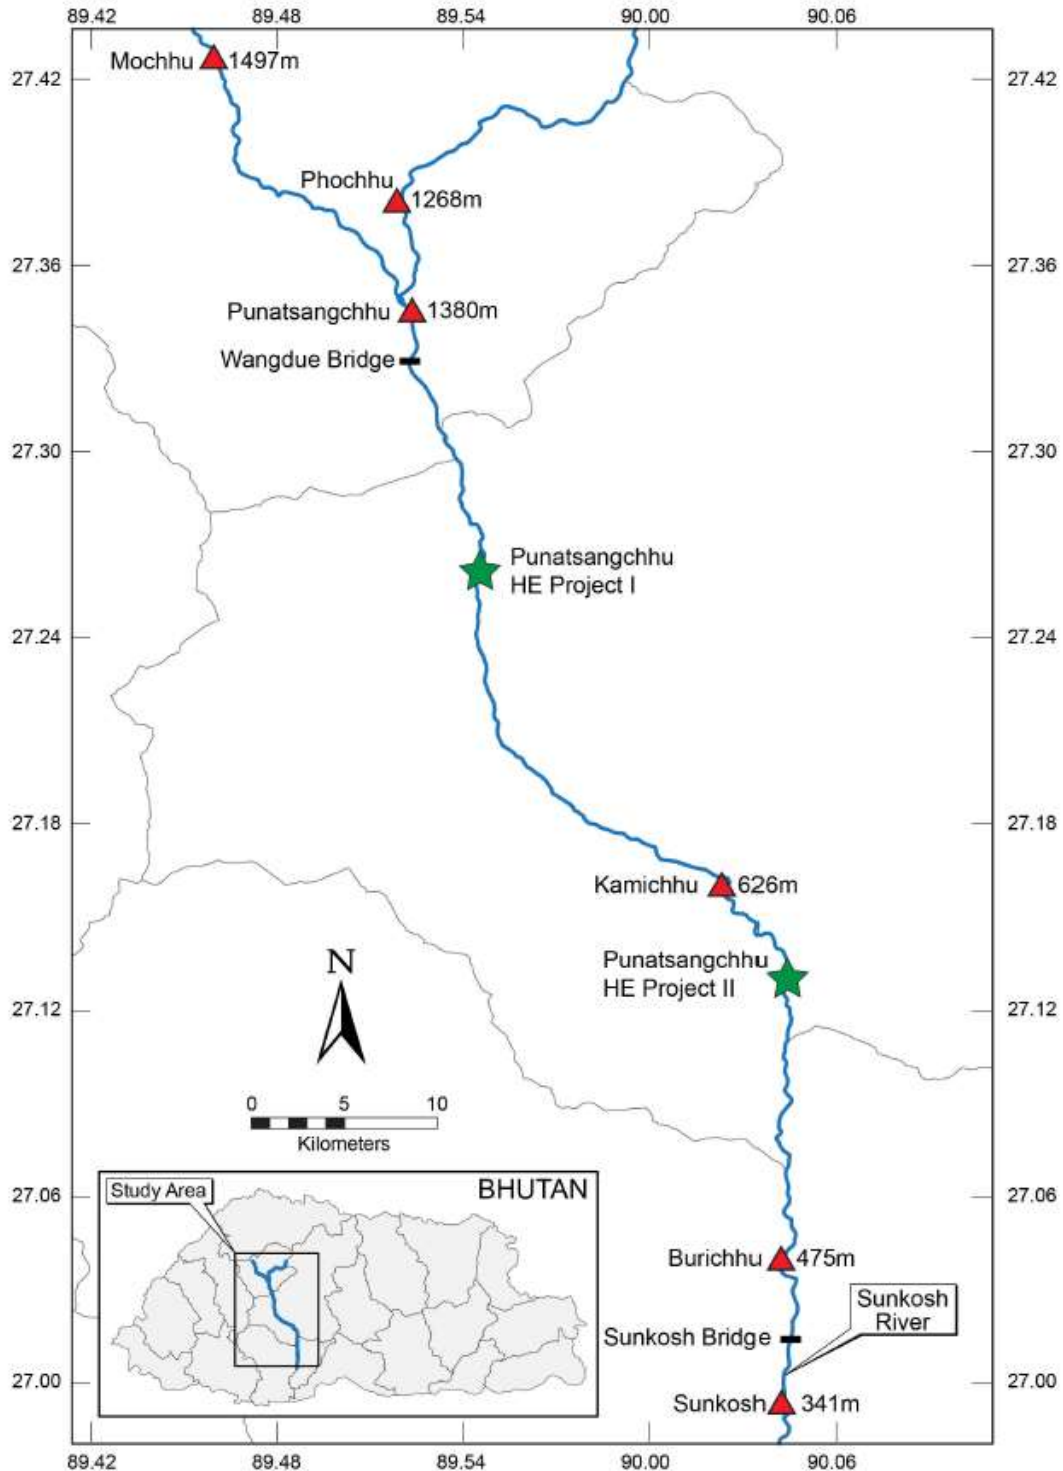 89.42 89.48 89.54 90.00 90.06
Mochhu 1497m
27.42 27.42
Phochhu
1268m
27.36 27.36
Punatsangchhu 1380m
Wangdue Bridge
27.30 27.30
Punatsangchhu
HE Project I
27.24 27.24
27.18 27.18
Kamichhu 626m
Punatsangchhu
HE Project II
N
27.12 27.12
0 5 10
Kilometers
Study Area
BHUTAN
27.06 27.06
Burichhu 475m
Sunkosh
River
Sunkosh Bridge
27.00 27.00
Sunkosh 341m
89.42 89.48 89.54 90.00 90.06